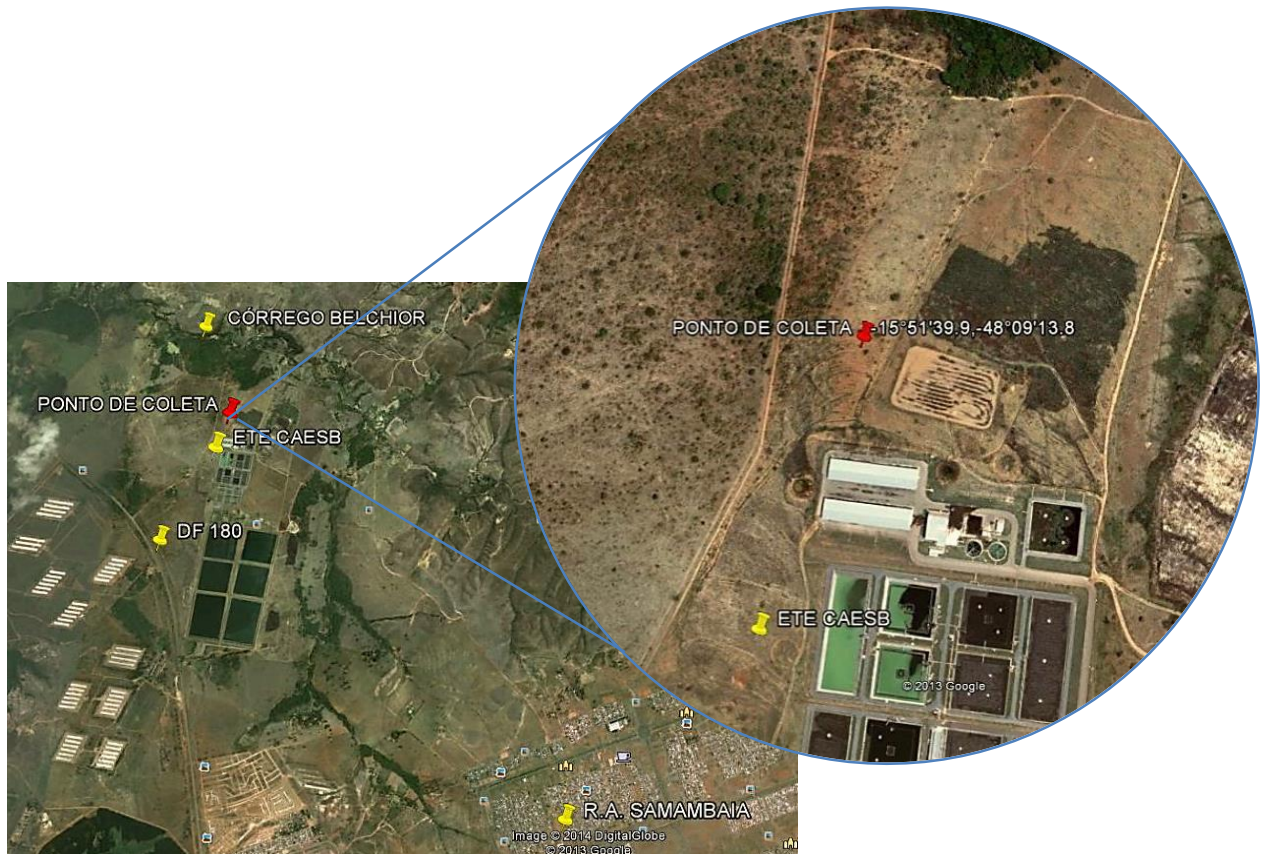 CÓRREGO BELCHIOR
PONTO DE COLETA
ETE CAESB
DF 180
R.A. SAMAMBAIA
Image © 2014 DigitalGlobe
© 2013 Google
PONTO DE COLETA -15°51'39.9,-48°09'13.8
ETE CAESB
© 2013 Google